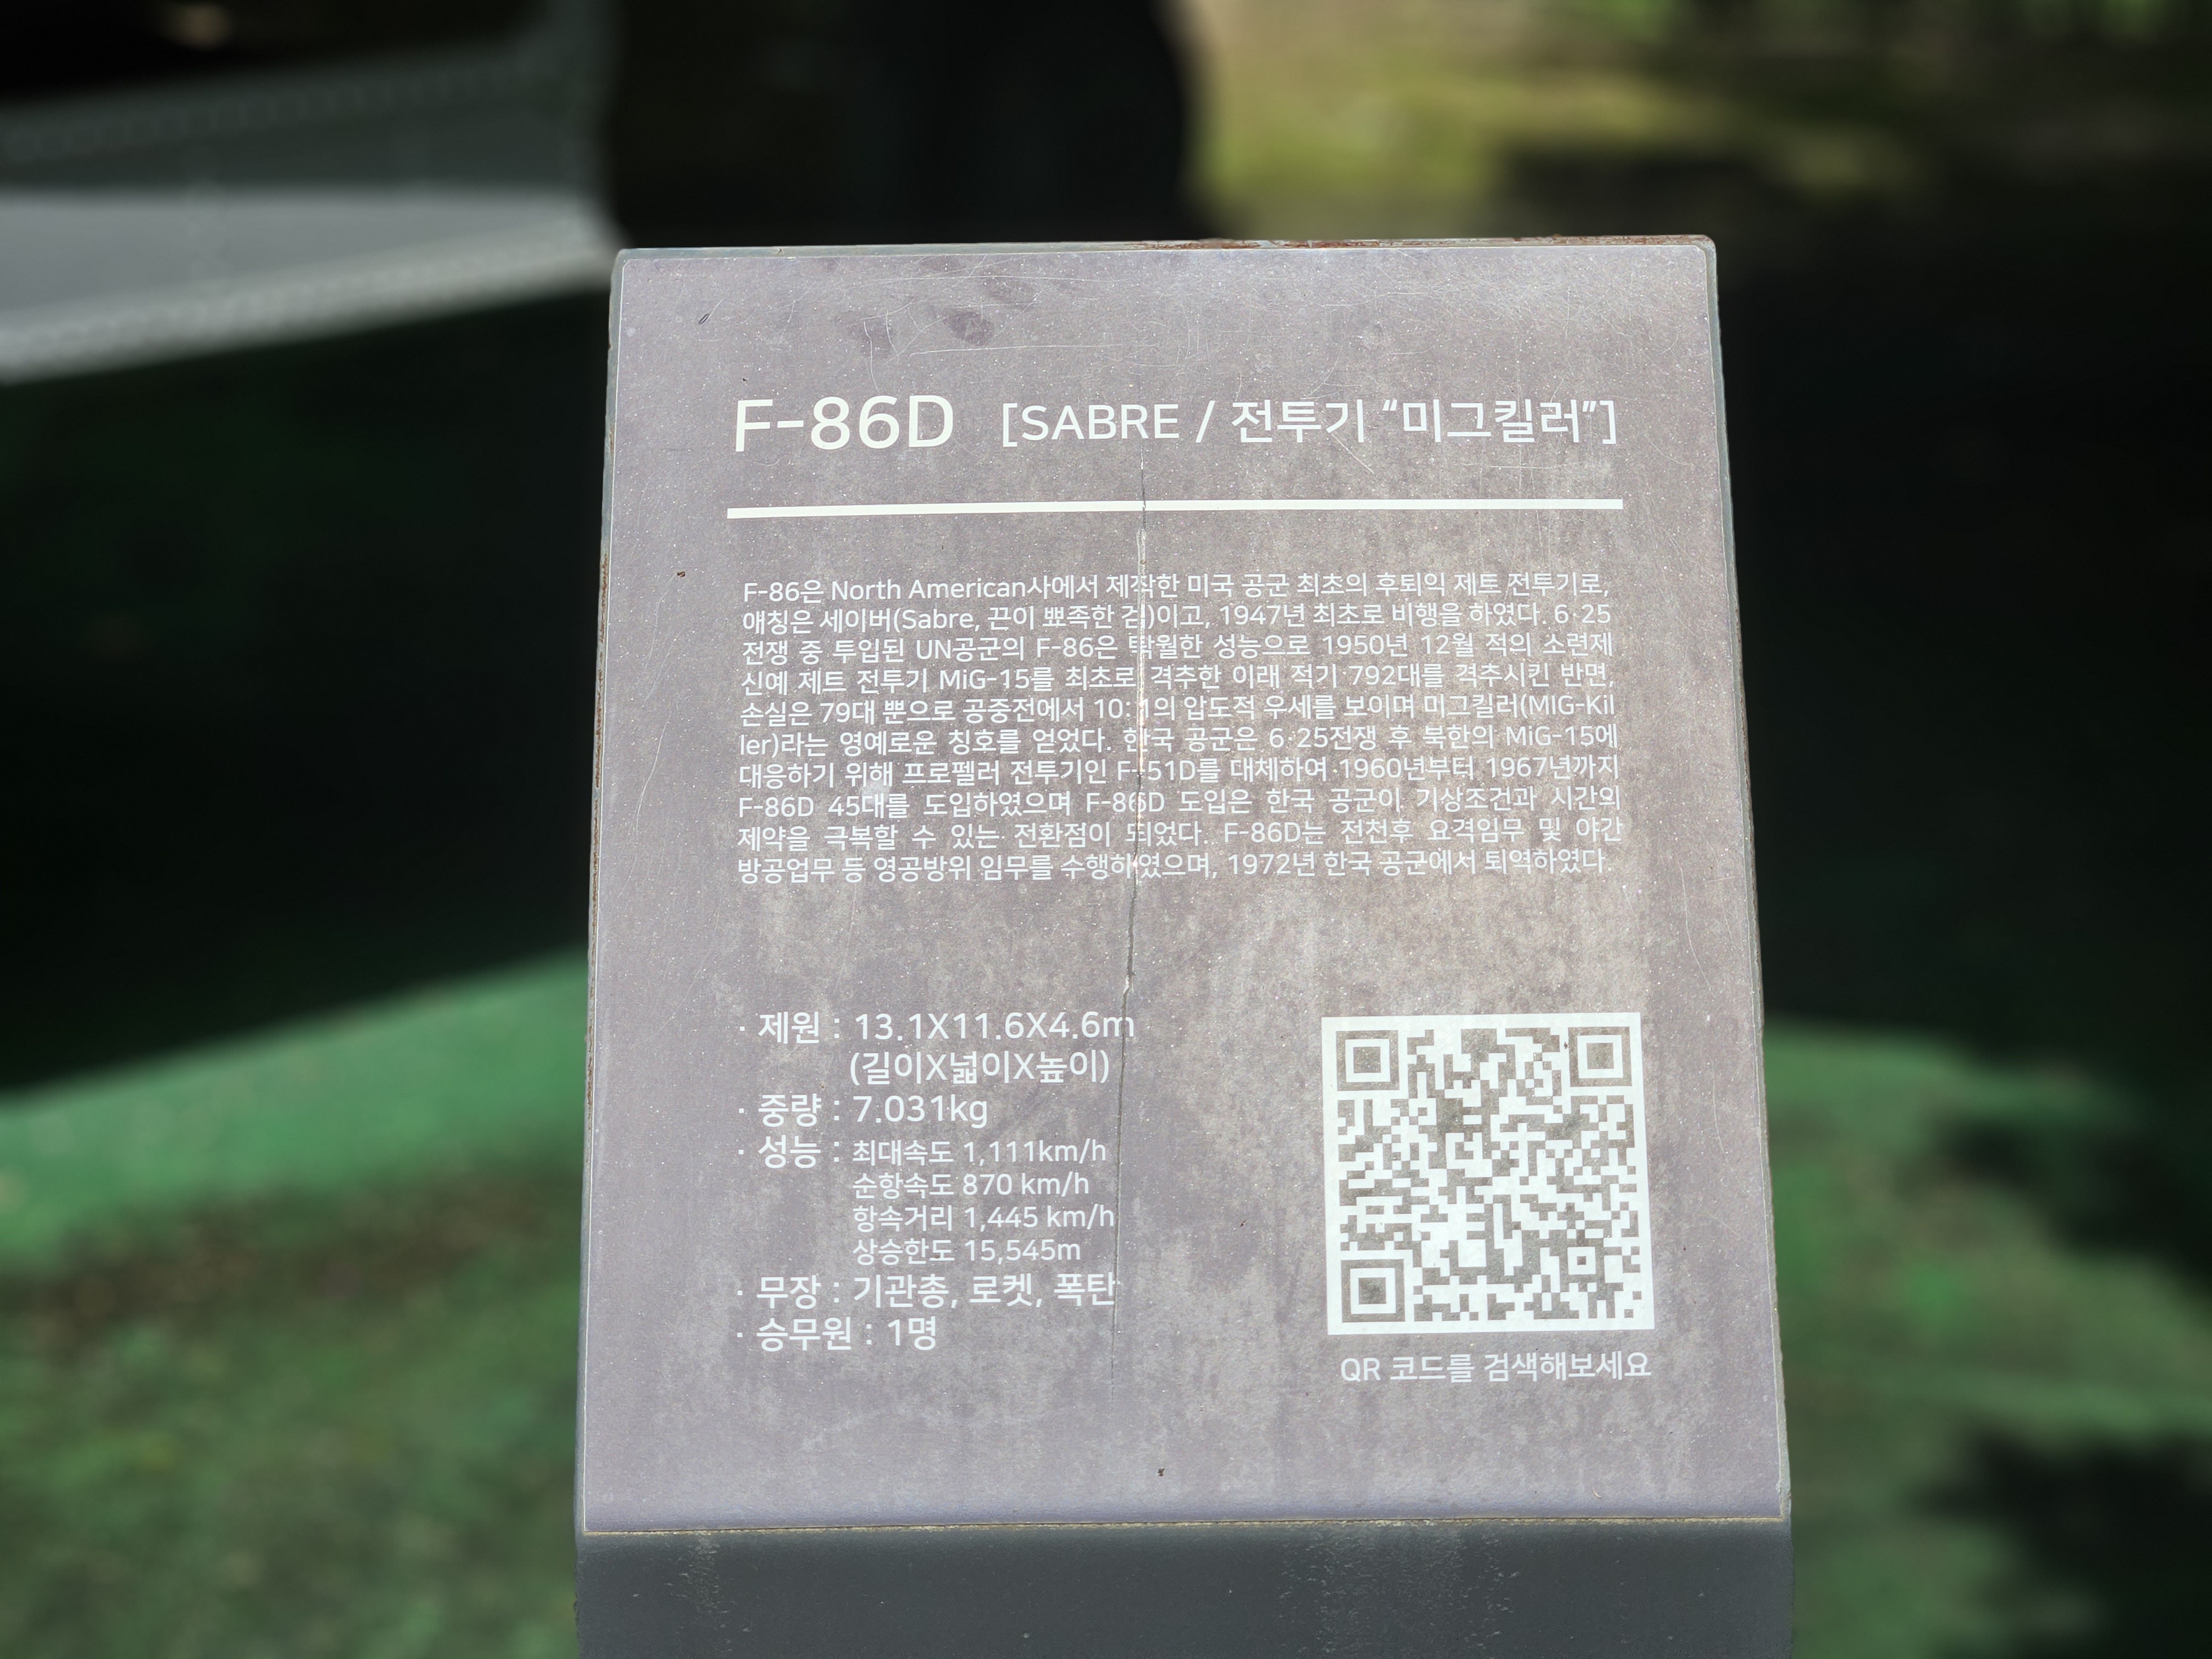 F-86D [SABRE / 전투기 “미그킬러”]
F-86은 North American사에서 제작한 미국 공군 최초의 후퇴익 제트 전투기로,
애칭은 세이버(Sabre, 끈이 뾰족한 검)이고, 1947년 최초로 비행을 하였다. 6·25
전쟁 중 투입된 UN공군의 F-86은 탁월한 성능으로 1950년 12월 적의 소련제
신예 제트 전투기 MiG-15를 최초로 격추한 이래 적기 792대를 격추시킨 반면,
손실은 79대 뿐으로 공중전에서 10:1의 압도적 우세를 보이며 미그킬러(MIG-Kil
ler)라는 영예로운 칭호를 얻었다. 한국 공군은 6·25전쟁 후 북한의 MiG-15에
대응하기 위해 프로펠러 전투기인 F-51D를 대체하여 1960년부터 1967년까지
F-86D 45대를 도입하였으며 F-86D 도입은 한국 공군이 기상조건과 시간의
제약을 극복할 수 있는 전환점이 되었다. F-86D는 전천후 요격임무 및 야간
방공업무 등 영공방위 임무를 수행하였으며, 1972년 한국 공군에서 퇴역하였다.
· 제원 : 13.1X11.6X4.6m
(길이X넓이X높이)
· 중량 : 7.031kg
· 성능 : 최대속도 1,111km/h
순항속도 870 km/h
항속거리 1,445 km/h
상승한도 15,545m
· 무장 : 기관총, 로켓, 폭탄
· 승무원 : 1명
QR 코드를 검색해보세요